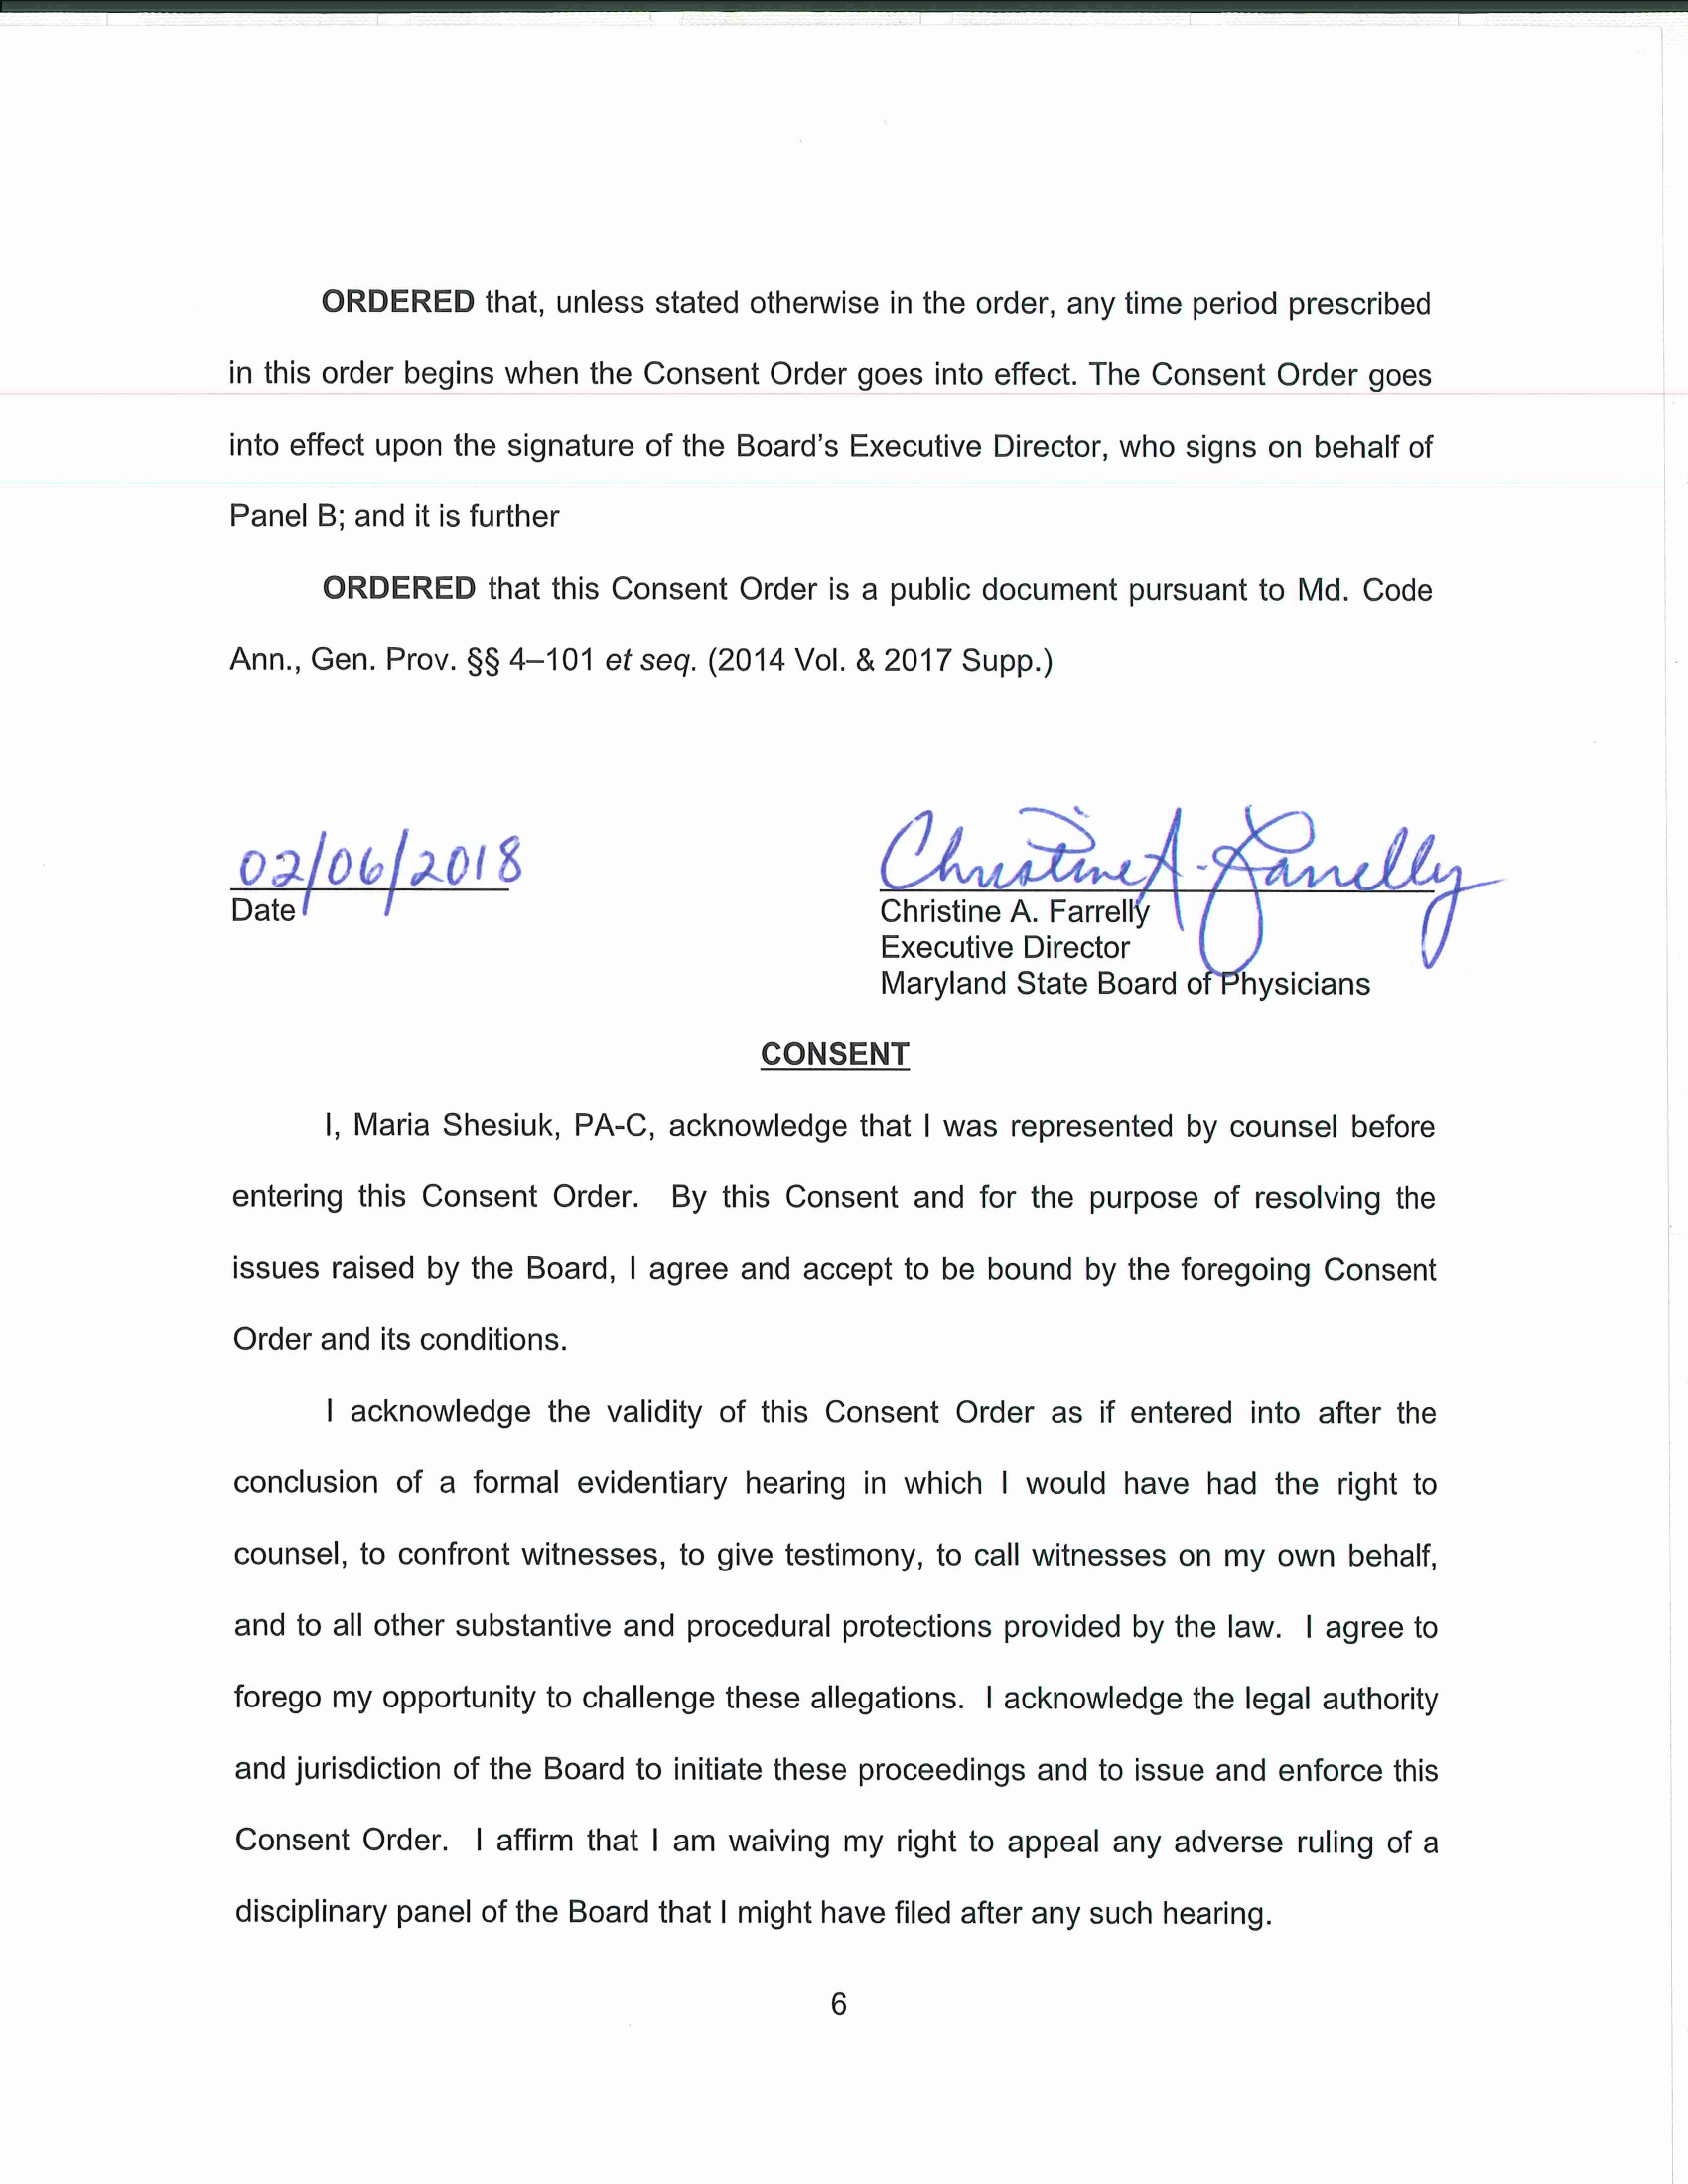 ORDERED that, unless stated otherwise in the order, any time period prescribed
in this order begins when the Consent Order goes into effect. The Consent Order goes
into effect upon the signature of the Board's Executive Director, who signs on behalf of
Panel B; and it is further
ORDERED that this Consent Order is a public document pursuant to Md. Code
Ann., Gen. Prov. §§ 4–101 et seq. (2014 Vol. & 2017 Supp.)
02/06/2018
Date
Christine A. Farrelly
Christine A. Farrelly
Executive Director
Maryland State Board of Physicians
CONSENT
I, Maria Shesiuk, PA-C, acknowledge that I was represented by counsel before
entering this Consent Order. By this Consent and for the purpose of resolving the
issues raised by the Board, I agree and accept to be bound by the foregoing Consent
Order and its conditions.
I acknowledge the validity of this Consent Order as if entered into after the
conclusion of a formal evidentiary hearing in which I would have had the right to
counsel, to confront witnesses, to give testimony, to call witnesses on my own behalf,
and to all other substantive and procedural protections provided by the law. I agree to
forego my opportunity to challenge these allegations. I acknowledge the legal authority
and jurisdiction of the Board to initiate these proceedings and to issue and enforce this
Consent Order. I affirm that I am waiving my right to appeal any adverse ruling of a
disciplinary panel of the Board that I might have filed after any such hearing.
6